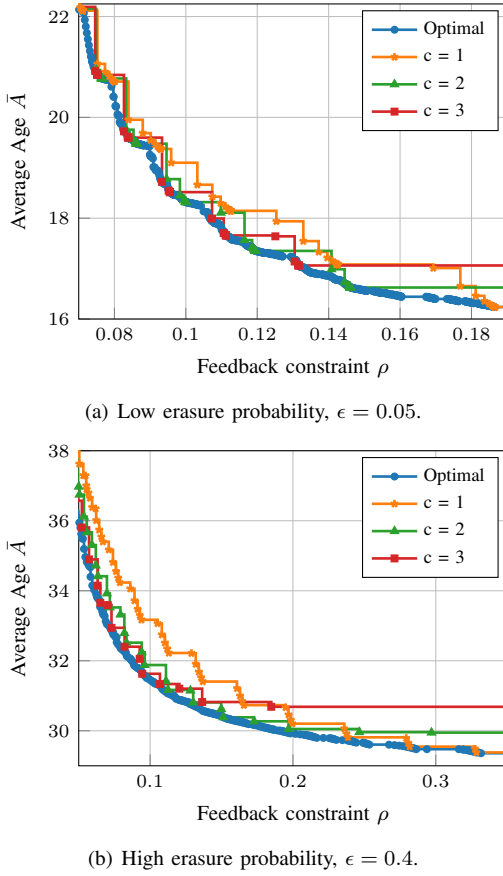 22
20
18
16
0.08
0.1
0.12
0.14
0.16
0.18
Average Age Ā
Feedback constraint ρ
Optimal
c = 1
c = 2
c = 3
(a) Low erasure probability, ϵ = 0.05.
38
36
34
32
30
0.1
0.2
0.3
Average Age Ā
Feedback constraint ρ
Optimal
c = 1
c = 2
c = 3
(b) High erasure probability, ϵ = 0.4.